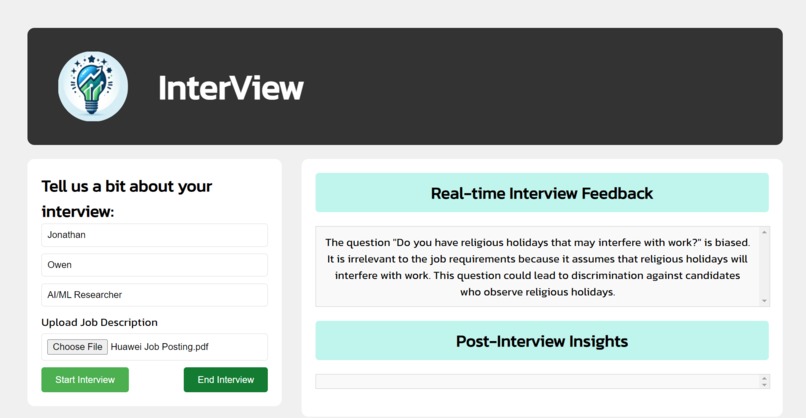 InterView
Tell us a bit about your
interview:
Jonathan
Owen
AI/ML Researcher
Upload Job Description
Choose File Huawei Job Posting.pdf
Start Interview End Interview
Real-time Interview Feedback
The question "Do you have religious holidays that may interfere with work?" is biased.
It is irrelevant to the job requirements because it assumes that religious holidays will
interfere with work. This question could lead to discrimination against candidates
who observe religious holidays.
Post-Interview Insights